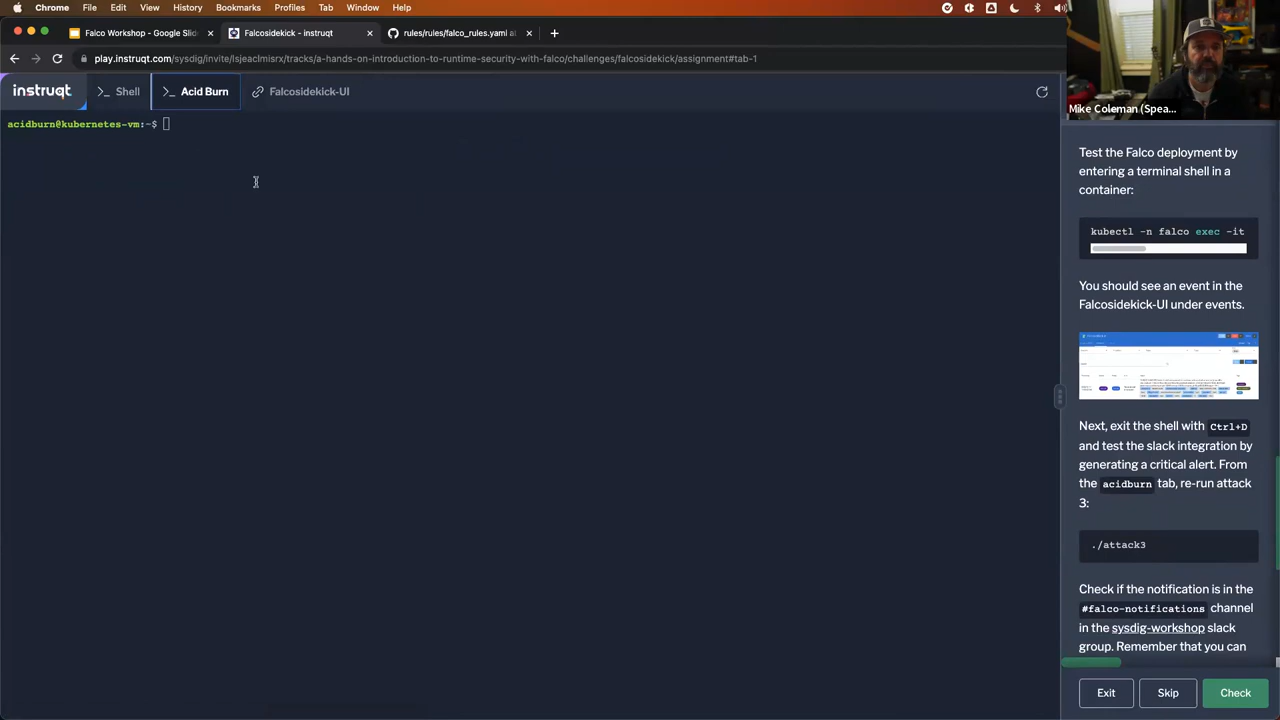 Chrome File Edit View History Bookmarks Profiles Tab Window Help
Falco Workshop - Google Slid
Falcosidekick - instruqt
rules/rules/falco_rules.yaml at
play.instruqt.com/sysdig/invite/lsjeaclmisrx/tracks/a-hands-on-introduction-to-runtime-security-with-falco/challenges/falcosidekick/assignment#tab-1
instruqt
Shell
Acid Burn
Falcosidekick-UI
acidburn@kubernetes-vm:~$
Mike Coleman (Spea...
Test the Falco deployment by
entering a terminal shell in a
container:
kubectl -n falco exec -it
You should see an event in the
Falcosidekick-UI under events.
Next, exit the shell with Ctrl+D
and test the slack integration by
generating a critical alert. From
the acidburn tab, re-run attack
3:
./attack3
Check if the notification is in the
#falco-notifications channel
in the sysdig-workshop slack
group. Remember that you can
Exit
Skip
Check